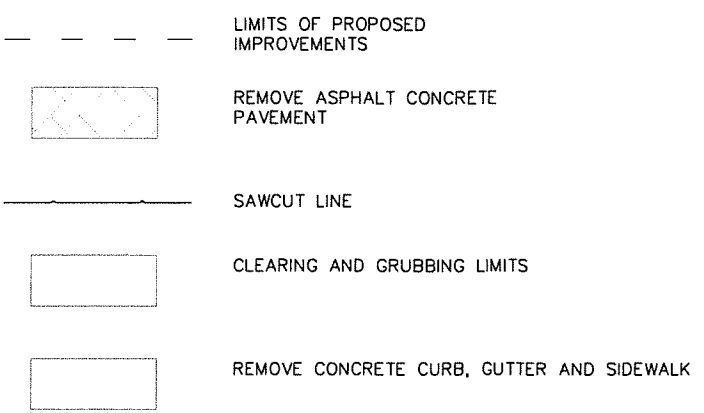 LIMITS OF PROPOSED
IMPROVEMENTS
REMOVE ASPHALT CONCRETE
PAVEMENT
SAWCUT LINE
CLEARING AND GRUBBING LIMITS
REMOVE CONCRETE CURB, GUTTER AND SIDEWALK